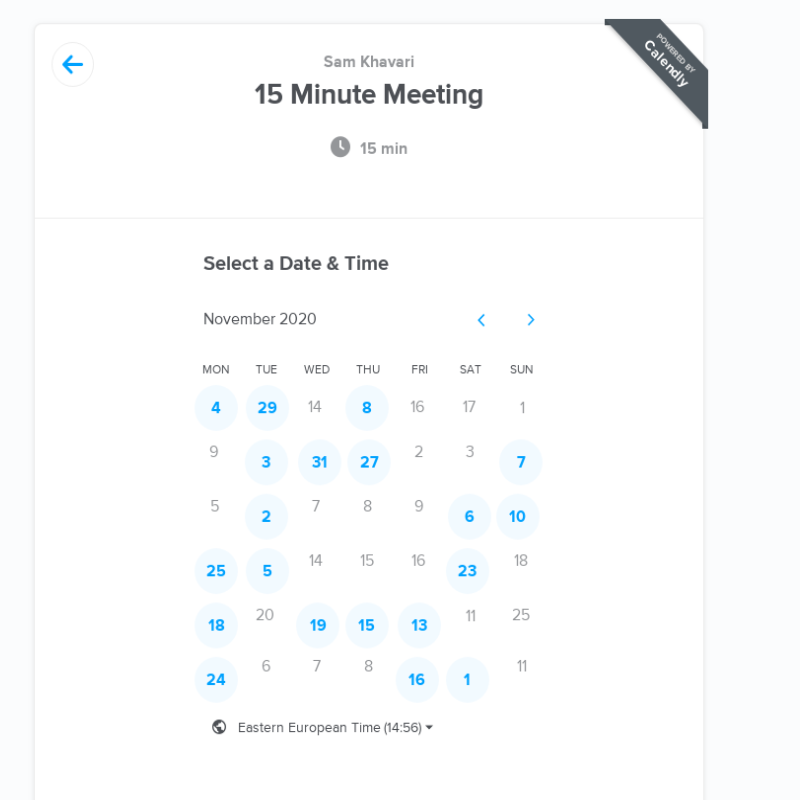 POWERED BY
Calendly
Sam Khavari
15 Minute Meeting
15 min
Select a Date & Time
November 2020
MON TUE WED THU FRI SAT SUN
4 29 14 8 16 17 1
9 3 31 27 2 3 7
5 2 7 8 9 6 10
25 5 14 15 16 23 18
18 20 19 15 13 11 25
24 6 7 8 16 1 11
Eastern European Time (14:56)